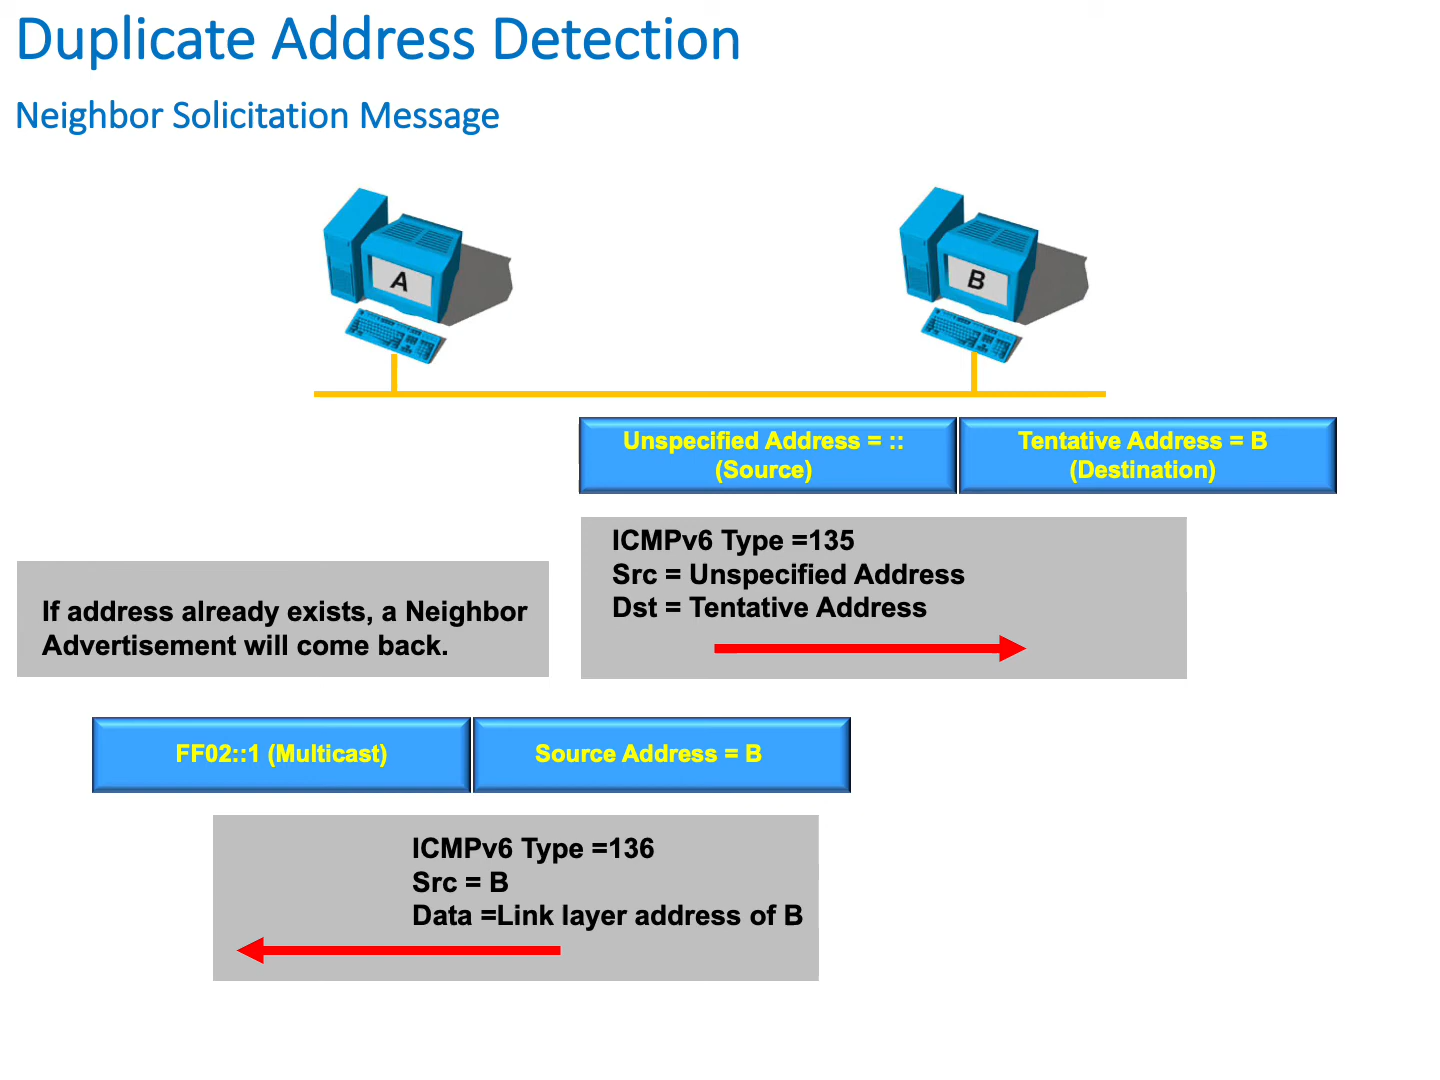 Duplicate Address Detection
Neighbor Solicitation Message
A
B
Unspecified Address = ::
(Source)
Tentative Address = B
(Destination)
ICMPv6 Type =135
Src = Unspecified Address
Dst = Tentative Address
If address already exists, a Neighbor
Advertisement will come back.
FF02::1 (Multicast)
Source Address = B
ICMPv6 Type =136
Src = B
Data =Link layer address of B